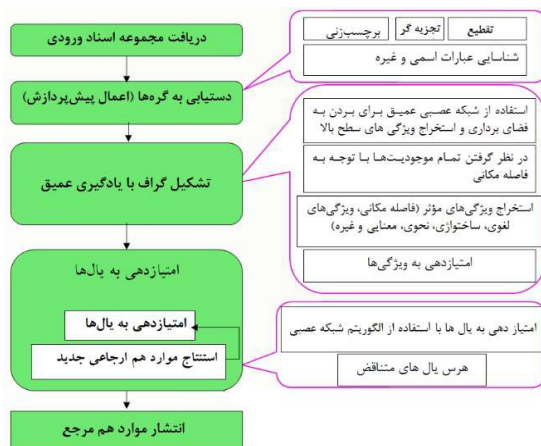 دریافت مجموعه اسناد ورودی
تقطیع
تجزیه گر
برچسب‌زنی
شناسایی عبارات اسمی و غیره
دستیابی به گره‌ها (اعمال پیش‌پردازش)
استفاده از شبکه عصبی عمیق برای بردن به
فضای برداری و استخراج ویژگی های سطح بالا
در نظر گرفتن تمام موجودیت‌ها با توجه به
فاصله مکانی
استخراج ویژگی‌های مؤثر (فاصله مکانی، ویژگی‌های
لغوی، ساختواژی، نحوی، معنایی و غیره)
امتیازدهی به ویژگی‌ها
تشکیل گراف با یادگیری عمیق
امتیازدهی به یال‌ها
امتیازدهی به یال‌ها
استنتاج موارد هم ارجاعی جدید
امتیاز دهی به یال ها با استفاده از الگوریتم شبکه عصبی
هرس یال های متناقض
انتشار موارد هم مرجع